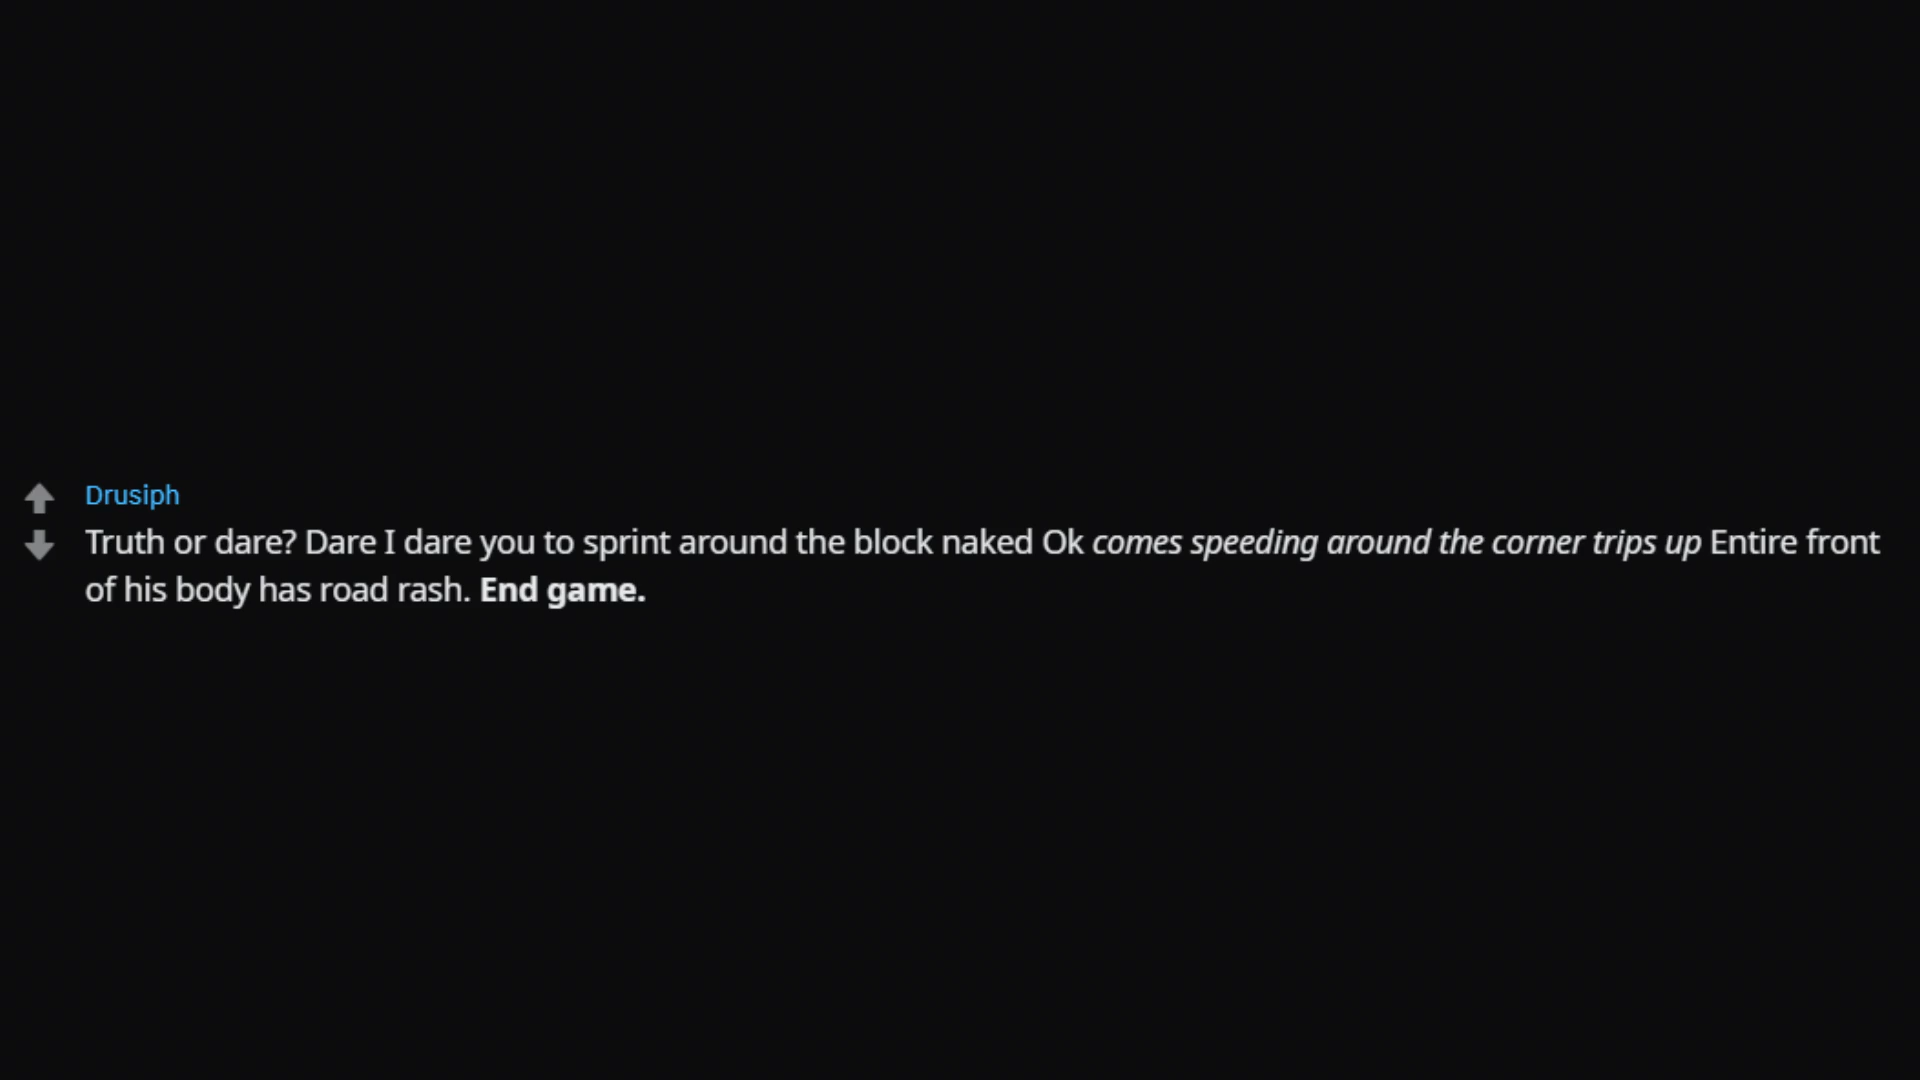 Drusiph
Truth or dare? Dare I dare you to sprint around the block naked Ok comes speeding around the corner trips up Entire front
of his body has road rash. End game.